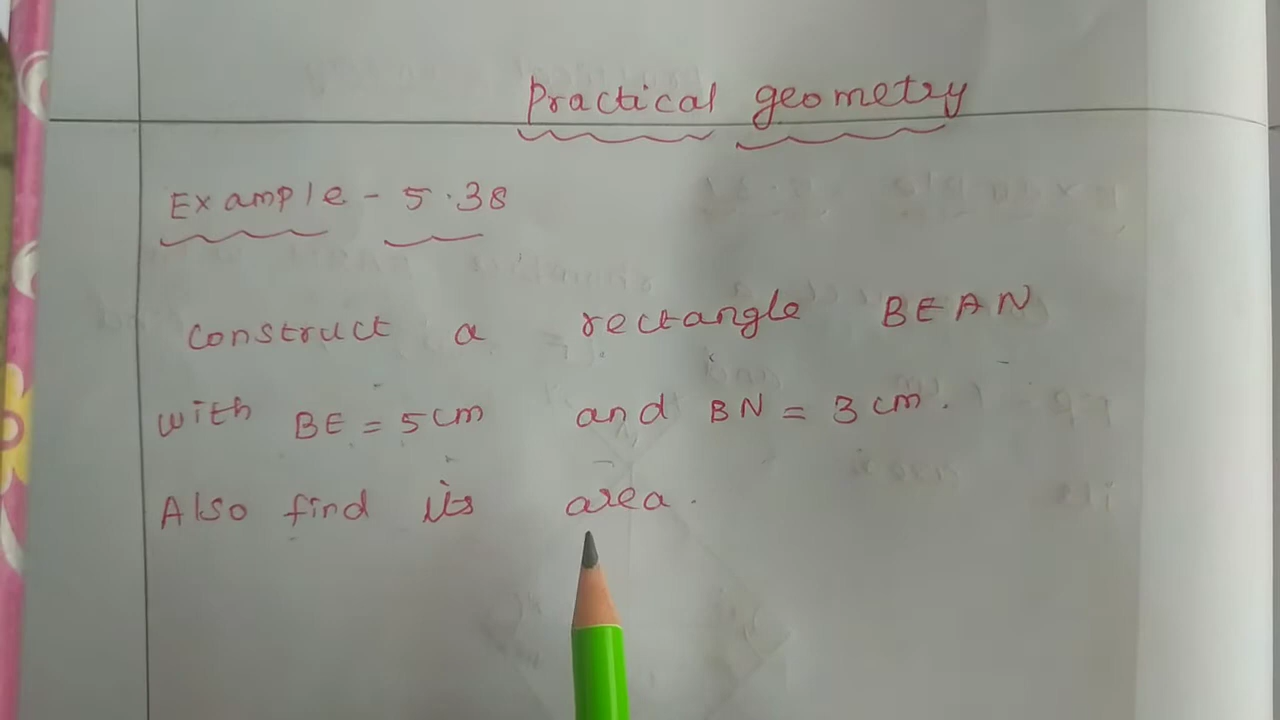 Practical geometry
Example - 5.38
construct a rectangle BEAN
with BE = 5cm and BN = 3cm.
Also find its area.